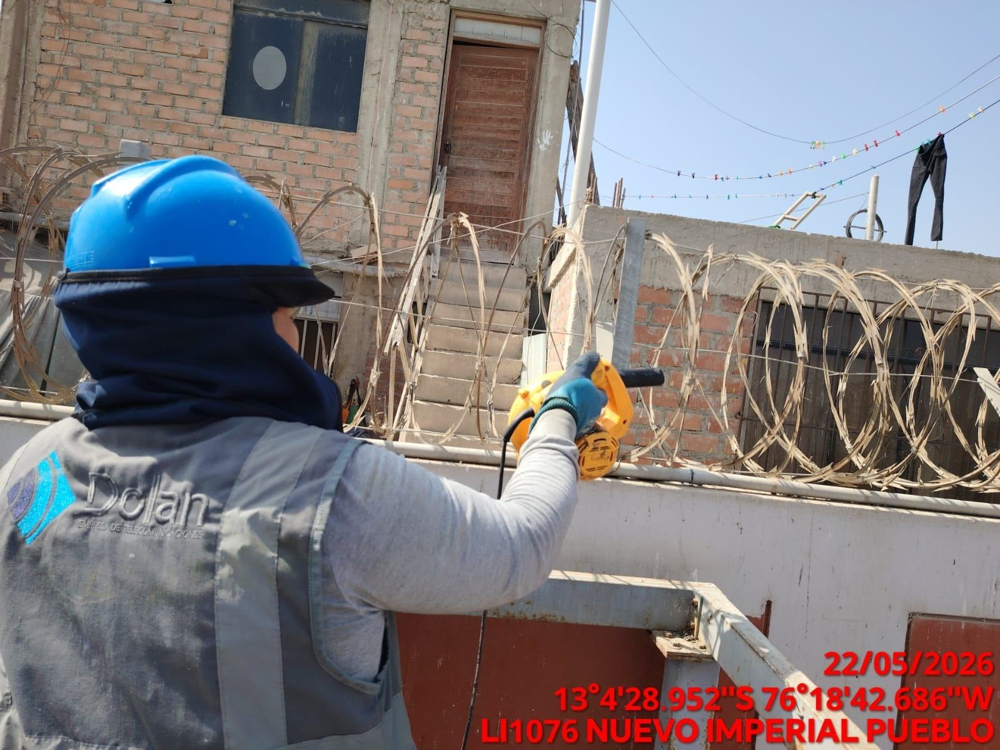 Dolan
EMPRESA DE TELECOMUNICACIONES
22/05/2026
13°4'28.952"S 76°18'42.686"W
LI1076 NUEVO IMPERIAL PUEBLO